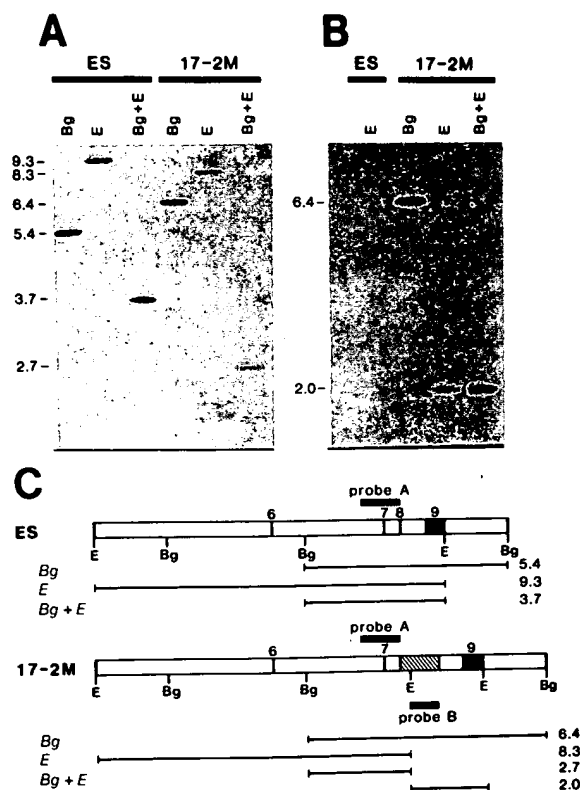 A
ES 17-2M
Bg E Bg+E Bg E Bg+E
9.3
8.3
6.4
5.4
3.7
2.7
B
ES 17-2M
E Bg E Bg+E
6.4
2.0
C
probe A
ES 6 7 8 9
E Bg Bg E Bg
Bg 5.4
E 9.3
Bg + E 3.7
probe A
17-2M 6 7 9
E Bg Bg E E Bg
probe B
Bg 6.4
E 8.3
Bg + E 2.7
2.0